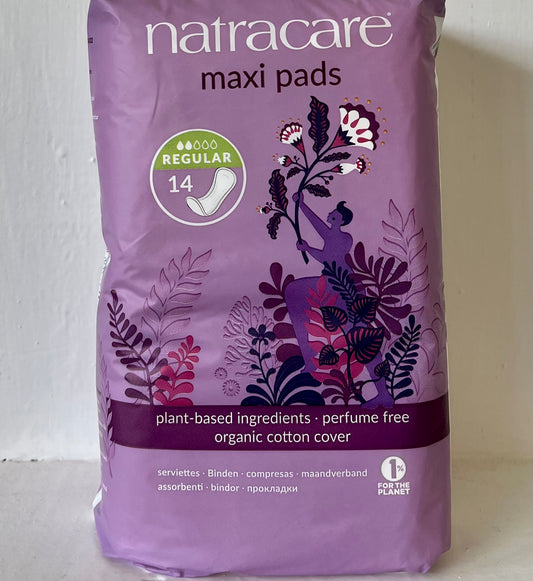 natracare®
maxi pads
REGULAR
14
plant-based ingredients · perfume free
organic cotton cover
serviettes · Binden · compresas · maandverband
assorbenti · bindor · прокладки
1%
FOR THE
PLANET